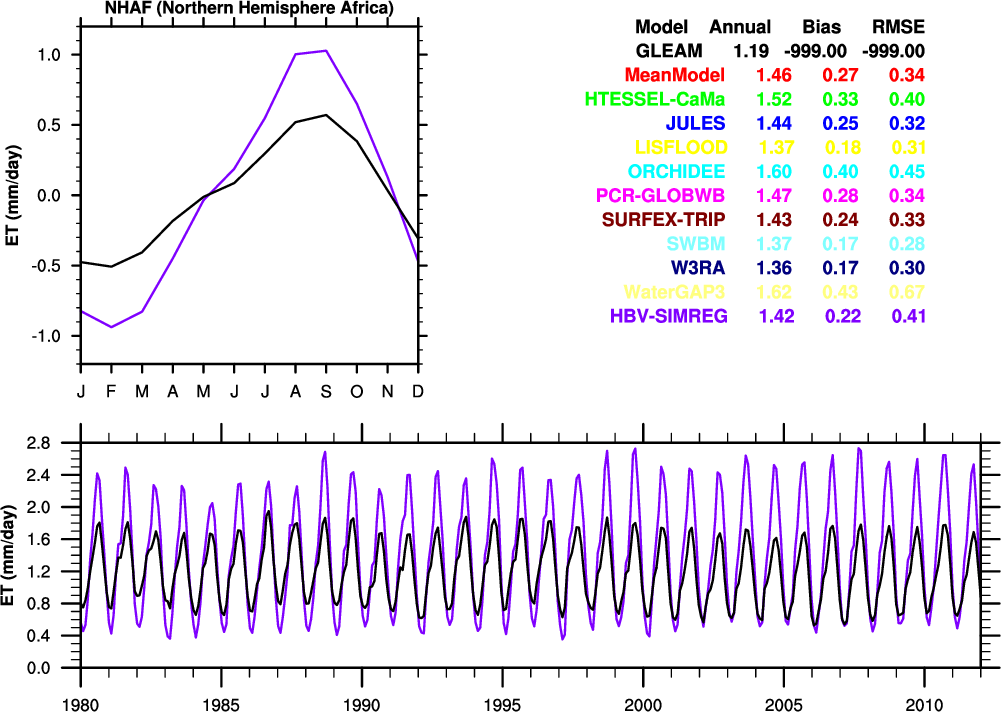 NHAF (Northern Hemisphere Africa)
ET (mm/day)
1.0
0.5
0.0
-0.5
-1.0
J F M A M J J A S O N D
Model Annual Bias RMSE
GLEAM 1.19 -999.00 -999.00
MeanModel 1.46 0.27 0.34
HTESSEL-CaMa 1.52 0.33 0.40
JULES 1.44 0.25 0.32
LISFLOOD 1.37 0.18 0.31
ORCHIDEE 1.60 0.40 0.45
PCR-GLOBWB 1.47 0.28 0.34
SURFEX-TRIP 1.43 0.24 0.33
SWBM 1.37 0.17 0.28
W3RA 1.36 0.17 0.30
WaterGAP3 1.62 0.43 0.67
HBV-SIMREG 1.42 0.22 0.41
ET (mm/day)
2.8
2.4
2.0
1.6
1.2
0.8
0.4
0.0
1980 1985 1990 1995 2000 2005 2010